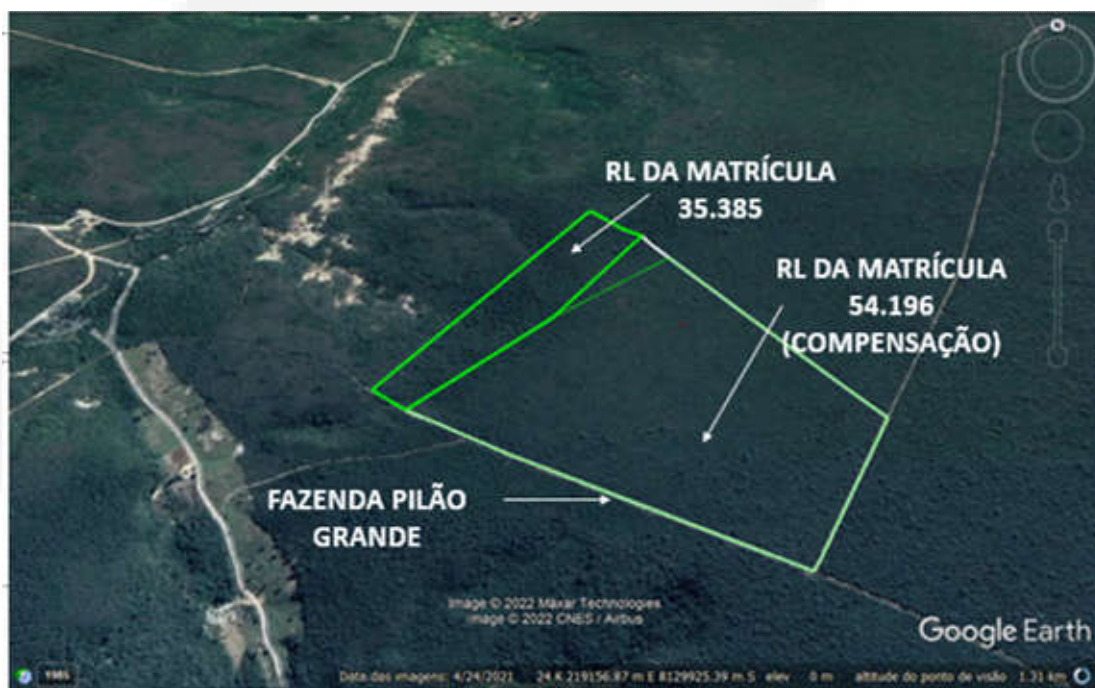 RL DA MATRÍCULA
35.385
RL DA MATRÍCULA
54.196
(COMPENSAÇÃO)
FAZENDA PILÃO
GRANDE
Image © 2022 Maxar Technologies
Image © 2022 CNES / Airbus
Google Earth
1985 Data das imagens: 4/24/2021 24 K 219156.87 m E 8129925.39 m S elev 0 m altitude do ponto de visão 1.31 km